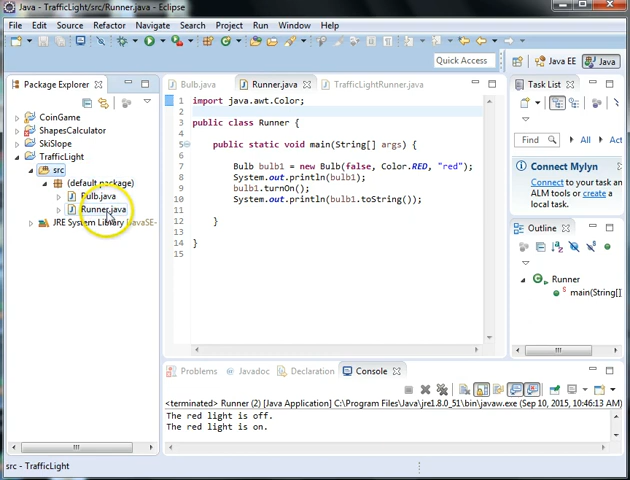 Java - TrafficLight/src/Runner.java - Eclipse
File Edit Source Refactor Navigate Search Project Run Window Help
Quick Access
Java EE
Java
Package Explorer
CoinGame
ShapesCalculator
SkiSlope
TrafficLight
src
(default package)
Bulb.java
Runner.java
JRE System Library [JavaSE-
Bulb.java
Runner.java
TrafficLightRunner.java
1 import java.awt.Color;
2
3 public class Runner {
4
5 public static void main(String[] args) {
6
7 Bulb bulb1 = new Bulb(false, Color.RED, "red");
8 System.out.println(bulb1);
9 bulb1.turnOn();
10 System.out.println(bulb1.toString());
11
12 }
13
14 }
15
Task List
Find
All
Connect Mylyn
Connect to your task an
ALM tools or create a
local task.
Outline
Runner
main(String[]
Problems
Javadoc
Declaration
Console
<terminated> Runner (2) [Java Application] C:\Program Files\Java\jre1.8.0_51\bin\javaw.exe (Sep 10, 2015, 10:46:13 AM)
The red light is off.
The red light is on.
src - TrafficLight